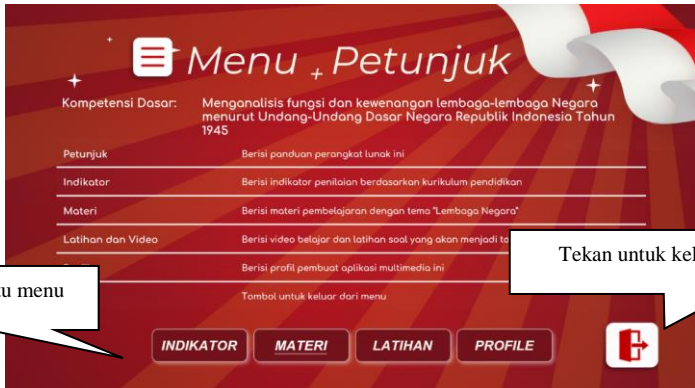 Menu Petunjuk
Kompetensi Dasar: Menganalisis fungsi dan kewenangan lembaga-lembaga Negara
menurut Undang-Undang Dasar Negara Republik Indonesia Tahun
1945
Petunjuk Berisi panduan perangkat lunak ini
Indikator Berisi indikator penilaian berdasarkan kurikulum pendidikan
Materi Berisi materi pembelajaran dengan tema "Lembaga Negara"
Latihan dan Video Berisi video belajar dan latihan soal yang akan menjadi
Tekan untuk
Berisi profil pembuat aplikasi multimedia ini
menu
Tombol untuk keluar dari menu
INDIKATOR MATERI LATIHAN PROFILE